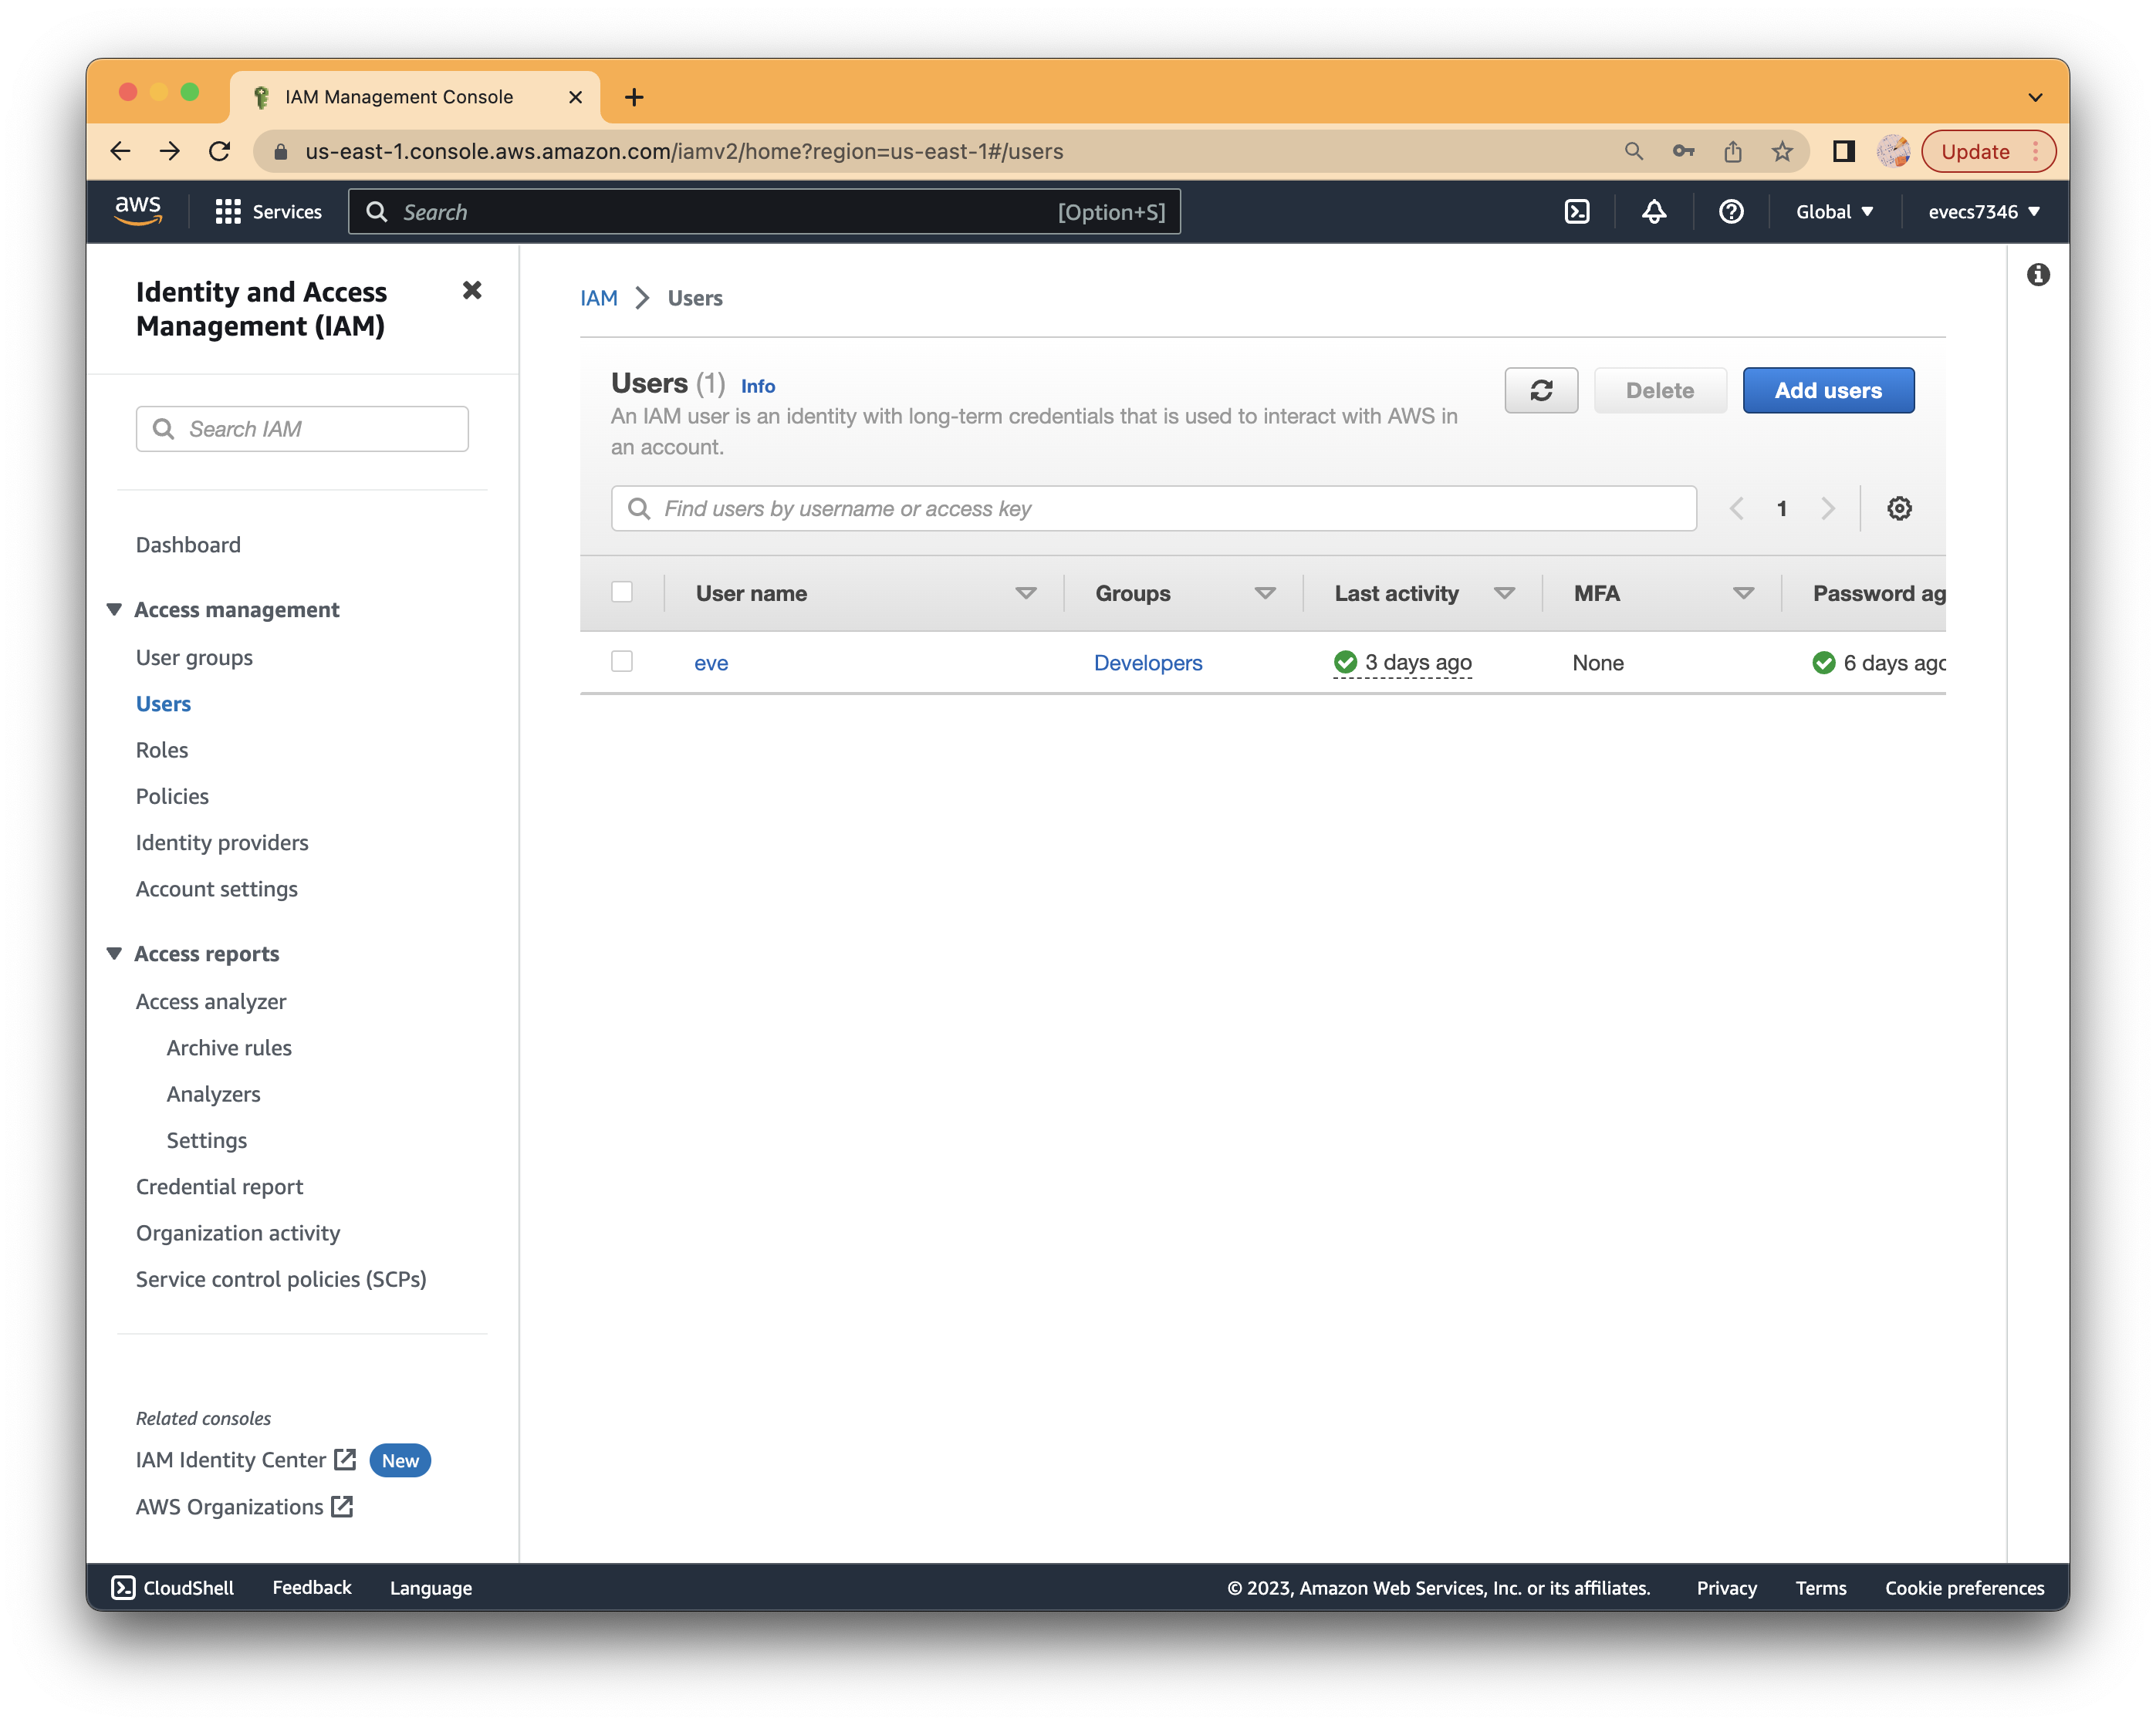 IAM Management Console
us-east-1.console.aws.amazon.com/iamv2/home?region=us-east-1#/users
Update
aws
Services
Search
[Option+S]
Global
evecs7346
Identity and Access
Management (IAM)
Search IAM
Dashboard
Access management
User groups
Users
Roles
Policies
Identity providers
Account settings
Access reports
Access analyzer
Archive rules
Analyzers
Settings
Credential report
Organization activity
Service control policies (SCPs)
Related consoles
IAM Identity Center New
AWS Organizations
IAM > Users
Users (1) Info
An IAM user is an identity with long-term credentials that is used to interact with AWS in
an account.
Delete
Add users
Find users by username or access key
1
User name Groups Last activity MFA Password ag
eve Developers 3 days ago None 6 days ago
CloudShell Feedback Language © 2023, Amazon Web Services, Inc. or its affiliates. Privacy Terms Cookie preferences